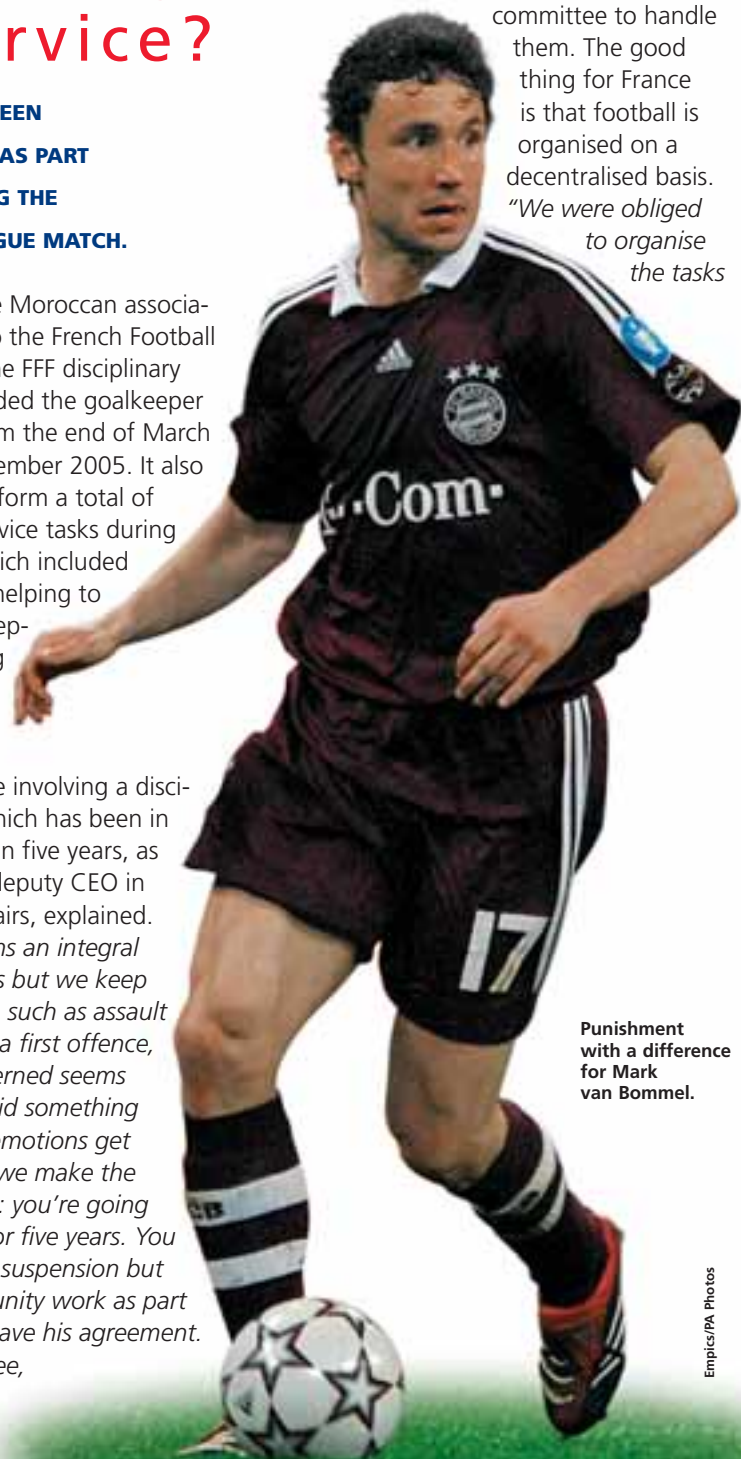 rvice?
EEN
AS PART
G THE
GUE MATCH.
e Moroccan associa-
o the French Football
he FFF disciplinary
ded the goalkeeper
m the end of March
ember 2005. It also
form a total of
vice tasks during
ich included
helping to
ep-
g
e involving a disci-
hich has been in
n five years, as
deputy CEO in
airs, explained.
ns an integral
s but we keep
, such as assault
a first offence,
erned seems
id something
emotions get
we make the
: you're going
or five years. You
suspension but
unity work as part
ave his agreement.
ee,
committee to handle
them. The good
thing for France
is that football is
organised on a
decentralised basis.
"We were obliged
to organise
the tasks
adidas
·Com·
17
CB
Punishment
with a difference
for Mark
van Bommel.
Empics/PA Photos